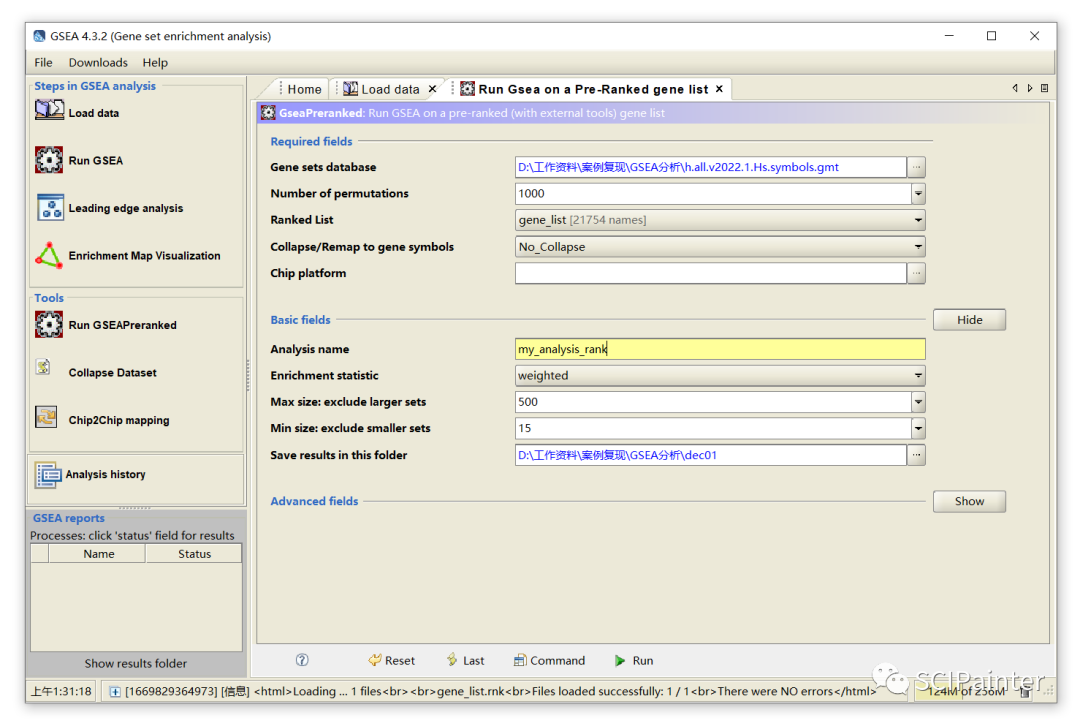 GSEA 4.3.2 (Gene set enrichment analysis)
File Downloads Help
Steps in GSEA analysis
Load data
Run GSEA
Leading edge analysis
Enrichment Map Visualization
Tools
Run GSEAPreranked
Collapse Dataset
Chip2Chip mapping
Analysis history
GSEA reports
Processes: click 'status' field for results
Name Status
Show results folder
Home Load data Run Gsea on a Pre-Ranked gene list
GseaPreranked: Run GSEA on a pre-ranked (with external tools) gene list
Required fields
Gene sets database D:\工作资料\案例复现\GSEA分析\h.all.v2022.1.Hs.symbols.gmt ...
Number of permutations 1000
Ranked List gene_list [21754 names]
Collapse/Remap to gene symbols No_Collapse
Chip platform ...
Basic fields Hide
Analysis name my_analysis_rank
Enrichment statistic weighted
Max size: exclude larger sets 500
Min size: exclude smaller sets 15
Save results in this folder D:\工作资料\案例复现\GSEA分析\dec01 ...
Advanced fields Show
? Reset Last Command Run
上午1:31:18 [1669829364973] [信息] <html>Loading ... 1 files<br><br>gene_list.rnk<br>Files loaded successfully: 1 / 1<br>There were NO errors</html> 124M of 256M
SCIPainter